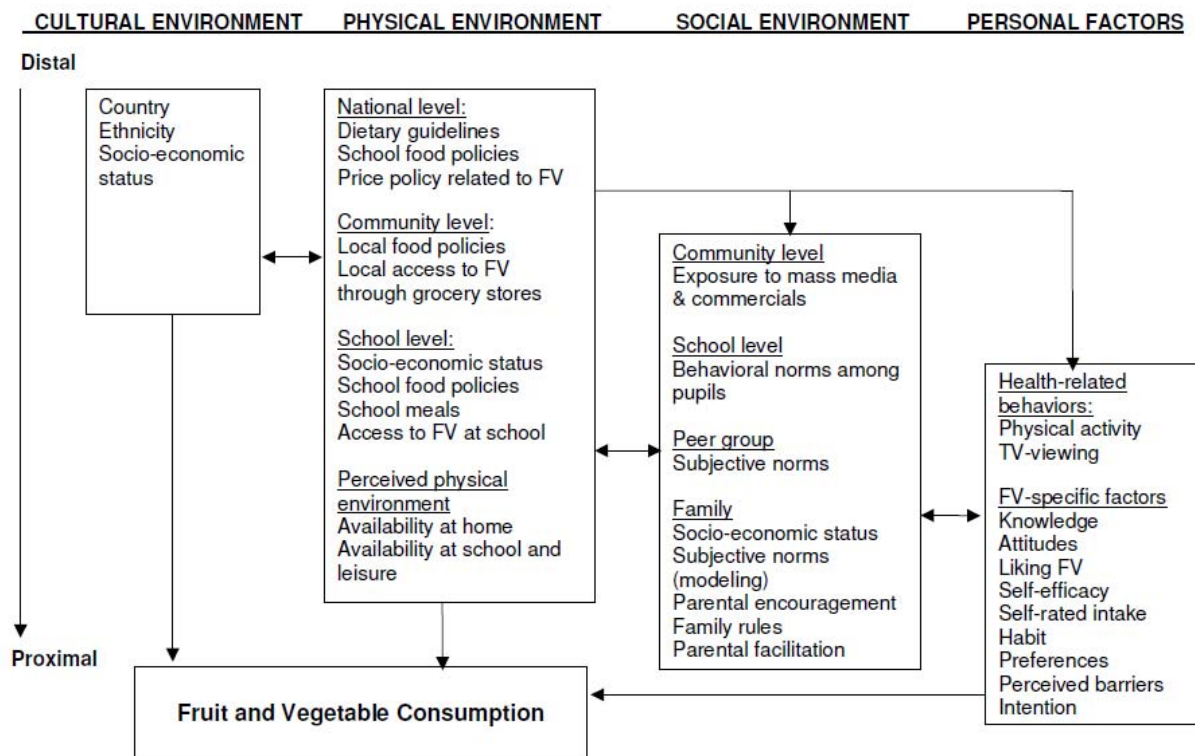 CULTURAL ENVIRONMENT PHYSICAL ENVIRONMENT SOCIAL ENVIRONMENT PERSONAL FACTORS
Distal
Country
Ethnicity
Socio-economic
status
National level:
Dietary guidelines
School food policies
Price policy related to FV
Community level:
Local food policies
Local access to FV
through grocery stores
School level:
Socio-economic status
School food policies
School meals
Access to FV at school
Perceived physical
environment
Availability at home
Availability at school and
leisure
Community level
Exposure to mass media
& commercials
School level
Behavioral norms among
pupils
Peer group
Subjective norms
Family
Socio-economic status
Subjective norms
(modeling)
Parental encouragement
Family rules
Parental facilitation
Health-related
behaviors:
Physical activity
TV-viewing
FV-specific factors
Knowledge
Attitudes
Liking FV
Self-efficacy
Self-rated intake
Habit
Preferences
Perceived barriers
Intention
Proximal
Fruit and Vegetable Consumption